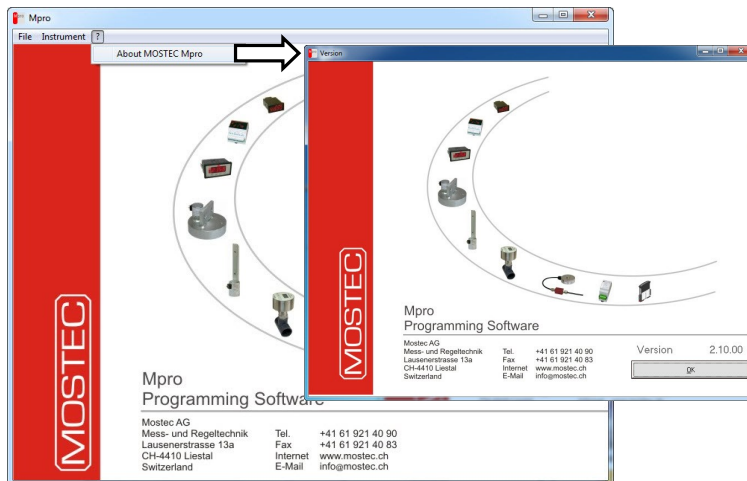 Mpro
File Instrument ?
About MOSTEC Mpro
MOSTEC
Mpro
Programming Software
Mostec AG
Mess- und Regeltechnik Tel. +41 61 921 40 90
Lausenerstrasse 13a Fax +41 61 921 40 83
CH-4410 Liestal Internet www.mostec.ch
Switzerland E-Mail info@mostec.ch
Version
MOSTEC
Mpro
Programming Software
Mostec AG
Mess- und Regeltechnik Tel. +41 61 921 40 90
Lausenerstrasse 13a Fax +41 61 921 40 83
CH-4410 Liestal Internet www.mostec.ch
Switzerland E-Mail info@mostec.ch
Version 2.10.00
OK